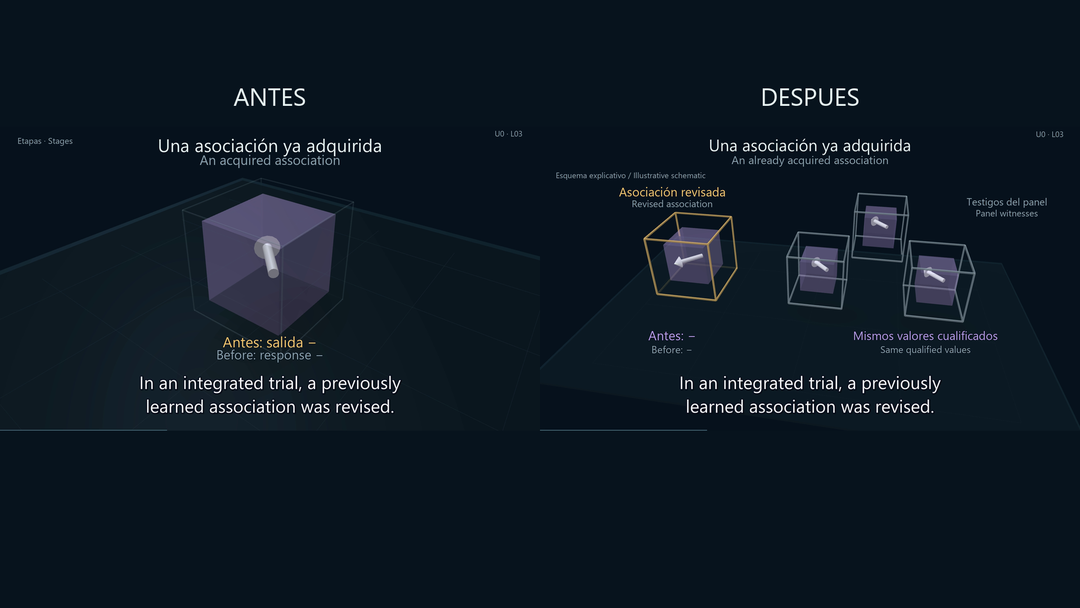 ANTES
Etapas · Stages
U0 · L03
Una asociación ya adquirida
An acquired association
Antes: salida −
Before: response −
In an integrated trial, a previously
learned association was revised.
DESPUES
U0 · L03
Una asociación ya adquirida
An already acquired association
Esquema explicativo / Illustrative schematic
Asociación revisada
Revised association
Testigos del panel
Panel witnesses
Antes: −
Before: −
Mismos valores cualificados
Same qualified values
In an integrated trial, a previously
learned association was revised.